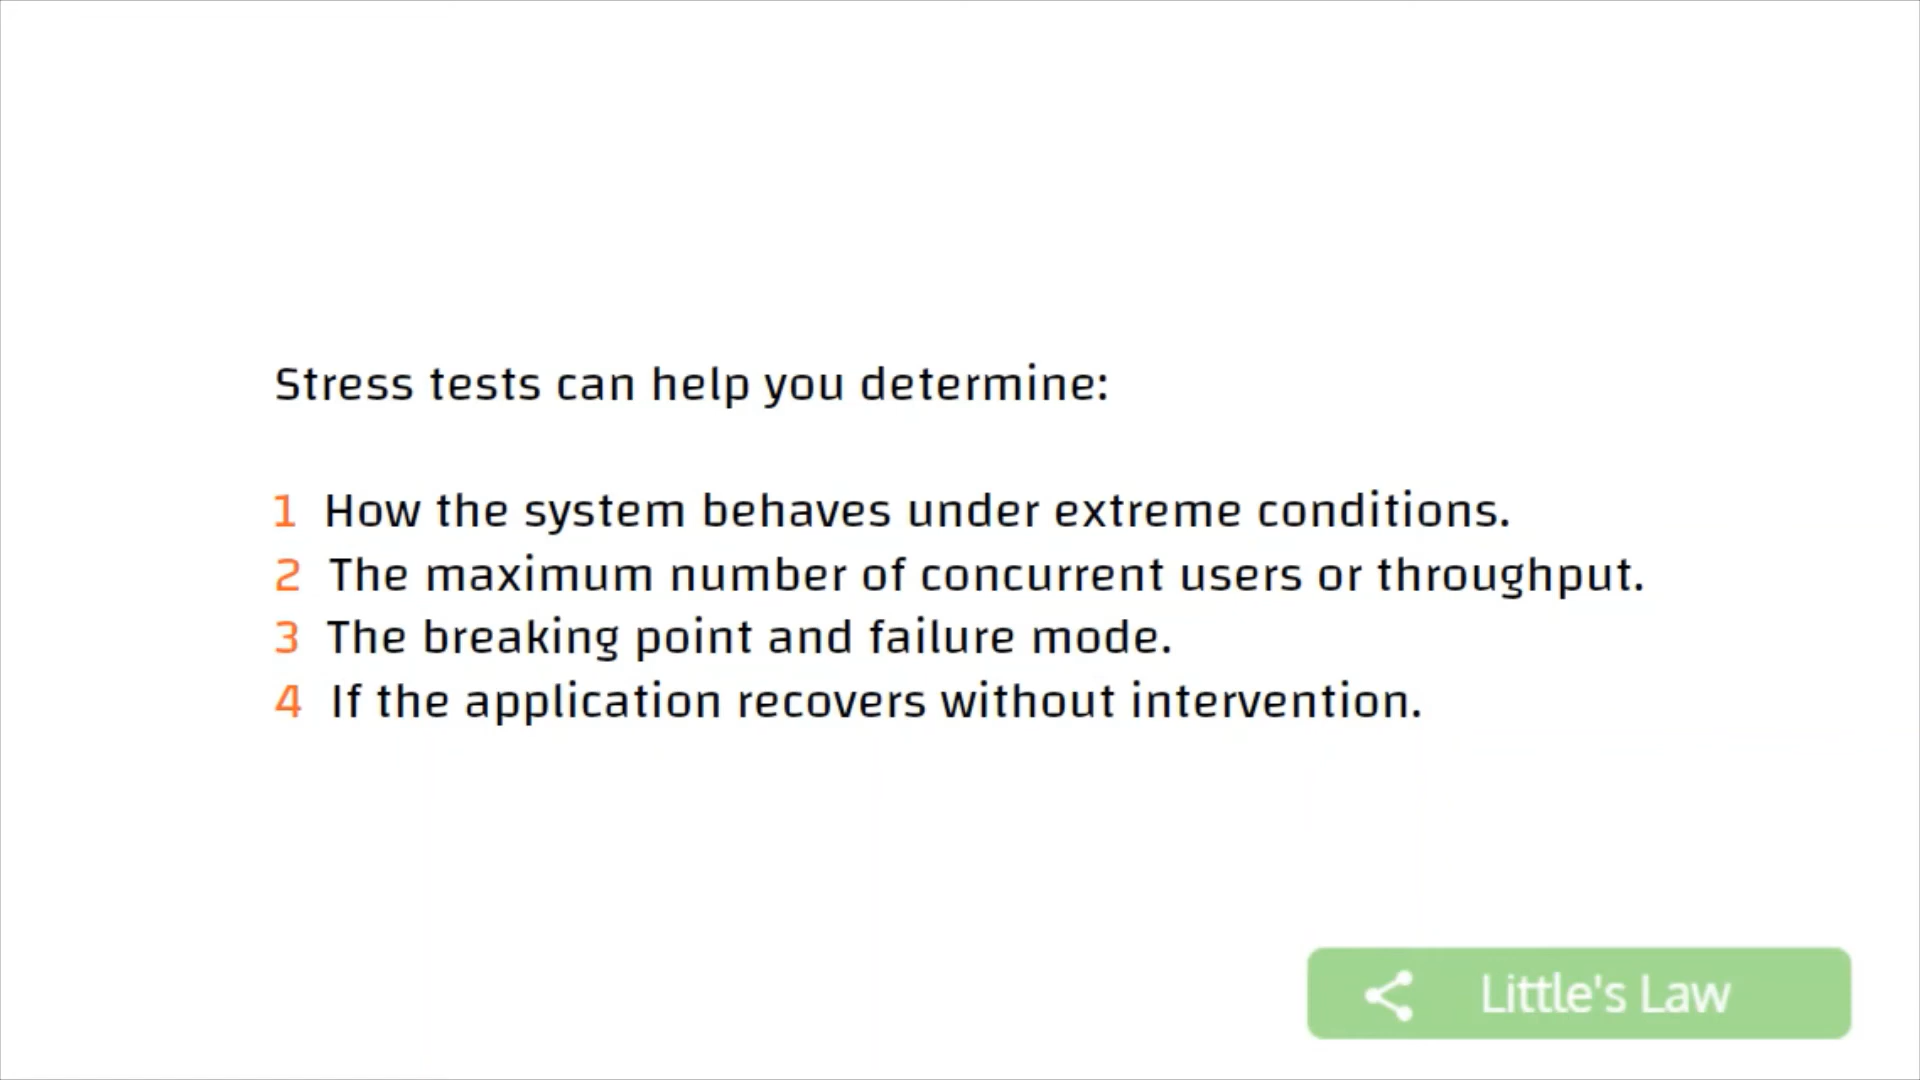 Stress tests can help you determine:
1 How the system behaves under extreme conditions.
2 The maximum number of concurrent users or throughput.
3 The breaking point and failure mode.
4 If the application recovers without intervention.
Little's Law